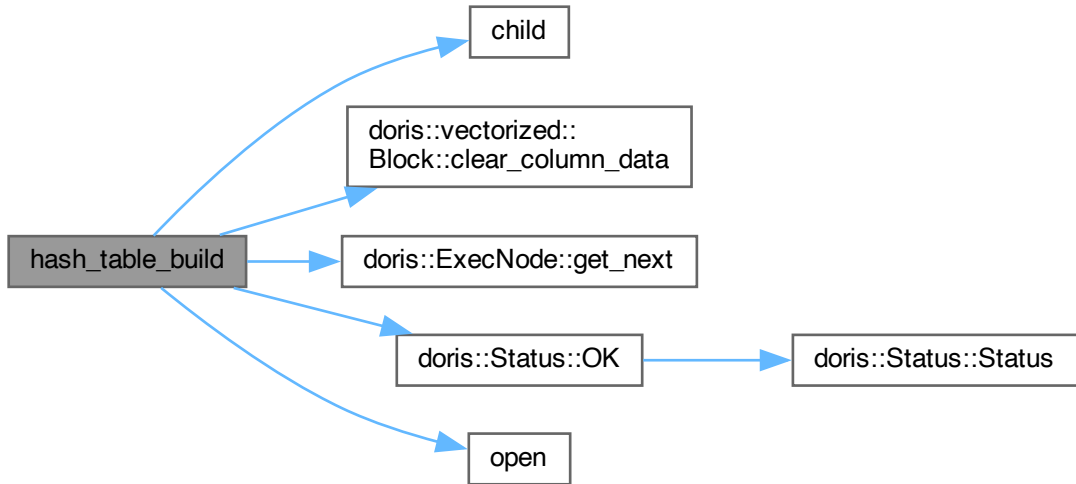 child
doris::vectorized::
Block::clear_column_data
hash_table_build
doris::ExecNode::get_next
doris::Status::OK
doris::Status::Status
open